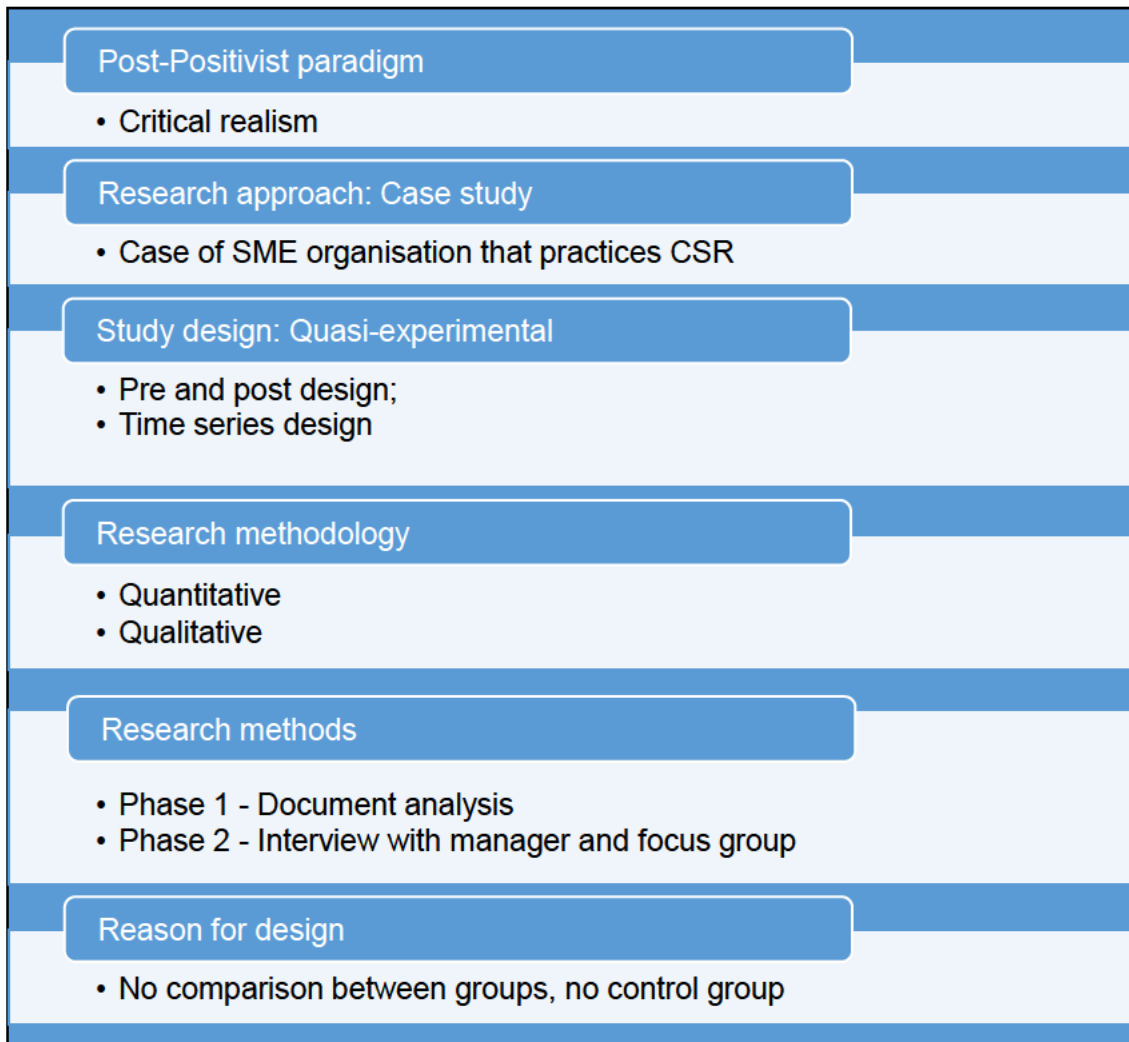 Post-Positivist paradigm
• Critical realism
Research approach: Case study
• Case of SME organisation that practices CSR
Study design: Quasi-experimental
• Pre and post design;
• Time series design
Research methodology
• Quantitative
• Qualitative
Research methods
• Phase 1 - Document analysis
• Phase 2 - Interview with manager and focus group
Reason for design
• No comparison between groups, no control group